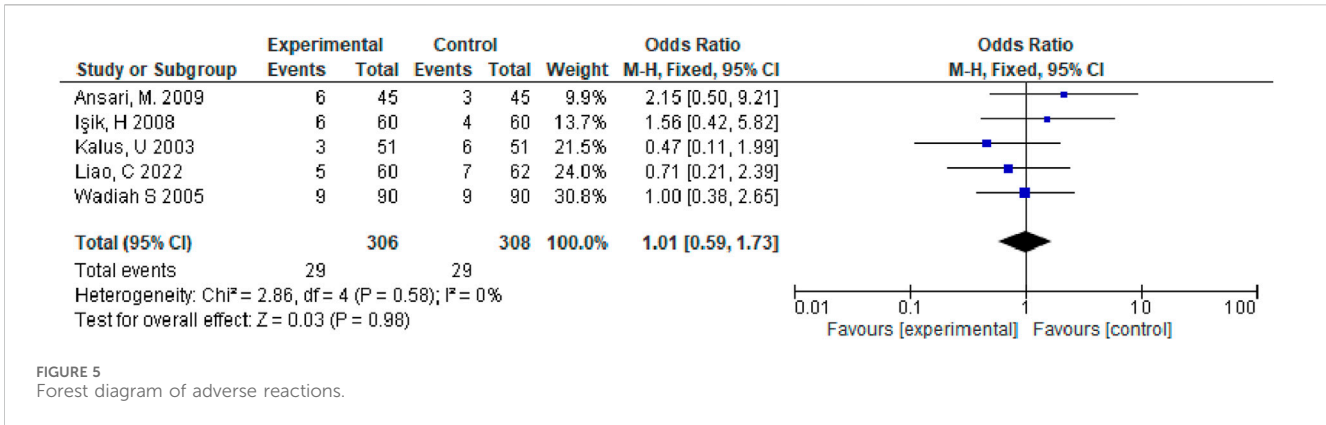 Experimental Control Odds Ratio Odds Ratio
Study or Subgroup Events Total Events Total Weight M-H, Fixed, 95% CI M-H, Fixed, 95% CI
Ansari, M. 2009 6 45 3 45 9.9% 2.15 [0.50, 9.21]
Işik, H 2008 6 60 4 60 13.7% 1.56 [0.42, 5.82]
Kalus, U 2003 3 51 6 51 21.5% 0.47 [0.11, 1.99]
Liao, C 2022 5 60 7 62 24.0% 0.71 [0.21, 2.39]
Wadiah S 2005 9 90 9 90 30.8% 1.00 [0.38, 2.65]
Total (95% CI) 306 308 100.0% 1.01 [0.59, 1.73]
Total events 29 29
Heterogeneity: Chi² = 2.86, df = 4 (P = 0.58); I² = 0%
Test for overall effect: Z = 0.03 (P = 0.98)
0.01 0.1 1 10 100
Favours [experimental] Favours [control]
FIGURE 5
Forest diagram of adverse reactions.